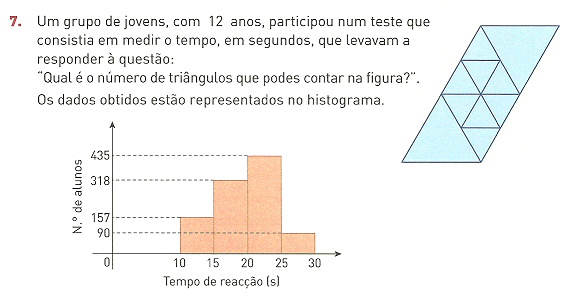 7. Um grupo de jovens, com 12 anos, participou num teste que
consistia em medir o tempo, em segundos, que levavam a
responder à questão:
“Qual é o número de triângulos que podes contar na figura?”.
Os dados obtidos estão representados no histograma.
N.º de alunos
435
318
157
90
0 10 15 20 25 30
Tempo de reacção (s)